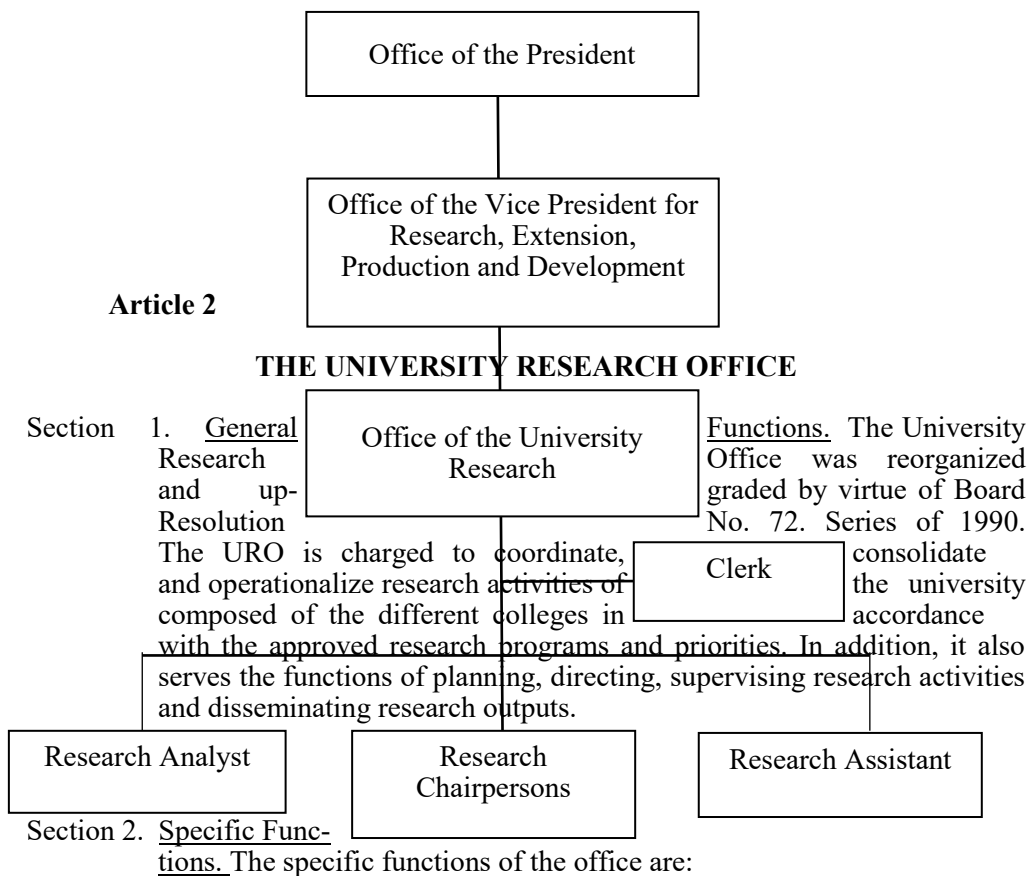 Office of the President
Office of the Vice President for
Research, Extension,
Production and Development
Article 2
THE UNIVERSITY RESEARCH OFFICE
Office of the University
Research
Section 1. General Functions. The University
Research Office was reorganized
and up- graded by virtue of Board
Resolution No. 72. Series of 1990.
The URO is charged to coordinate, consolidate
and operationalize research activities of the university
composed of the different colleges in accordance
with the approved research programs and priorities. In addition, it also
serves the functions of planning, directing, supervising research activities
and disseminating research outputs.
Clerk
Research Analyst
Research
Chairpersons
Research Assistant
Section 2. Specific Func-
tions. The specific functions of the office are: